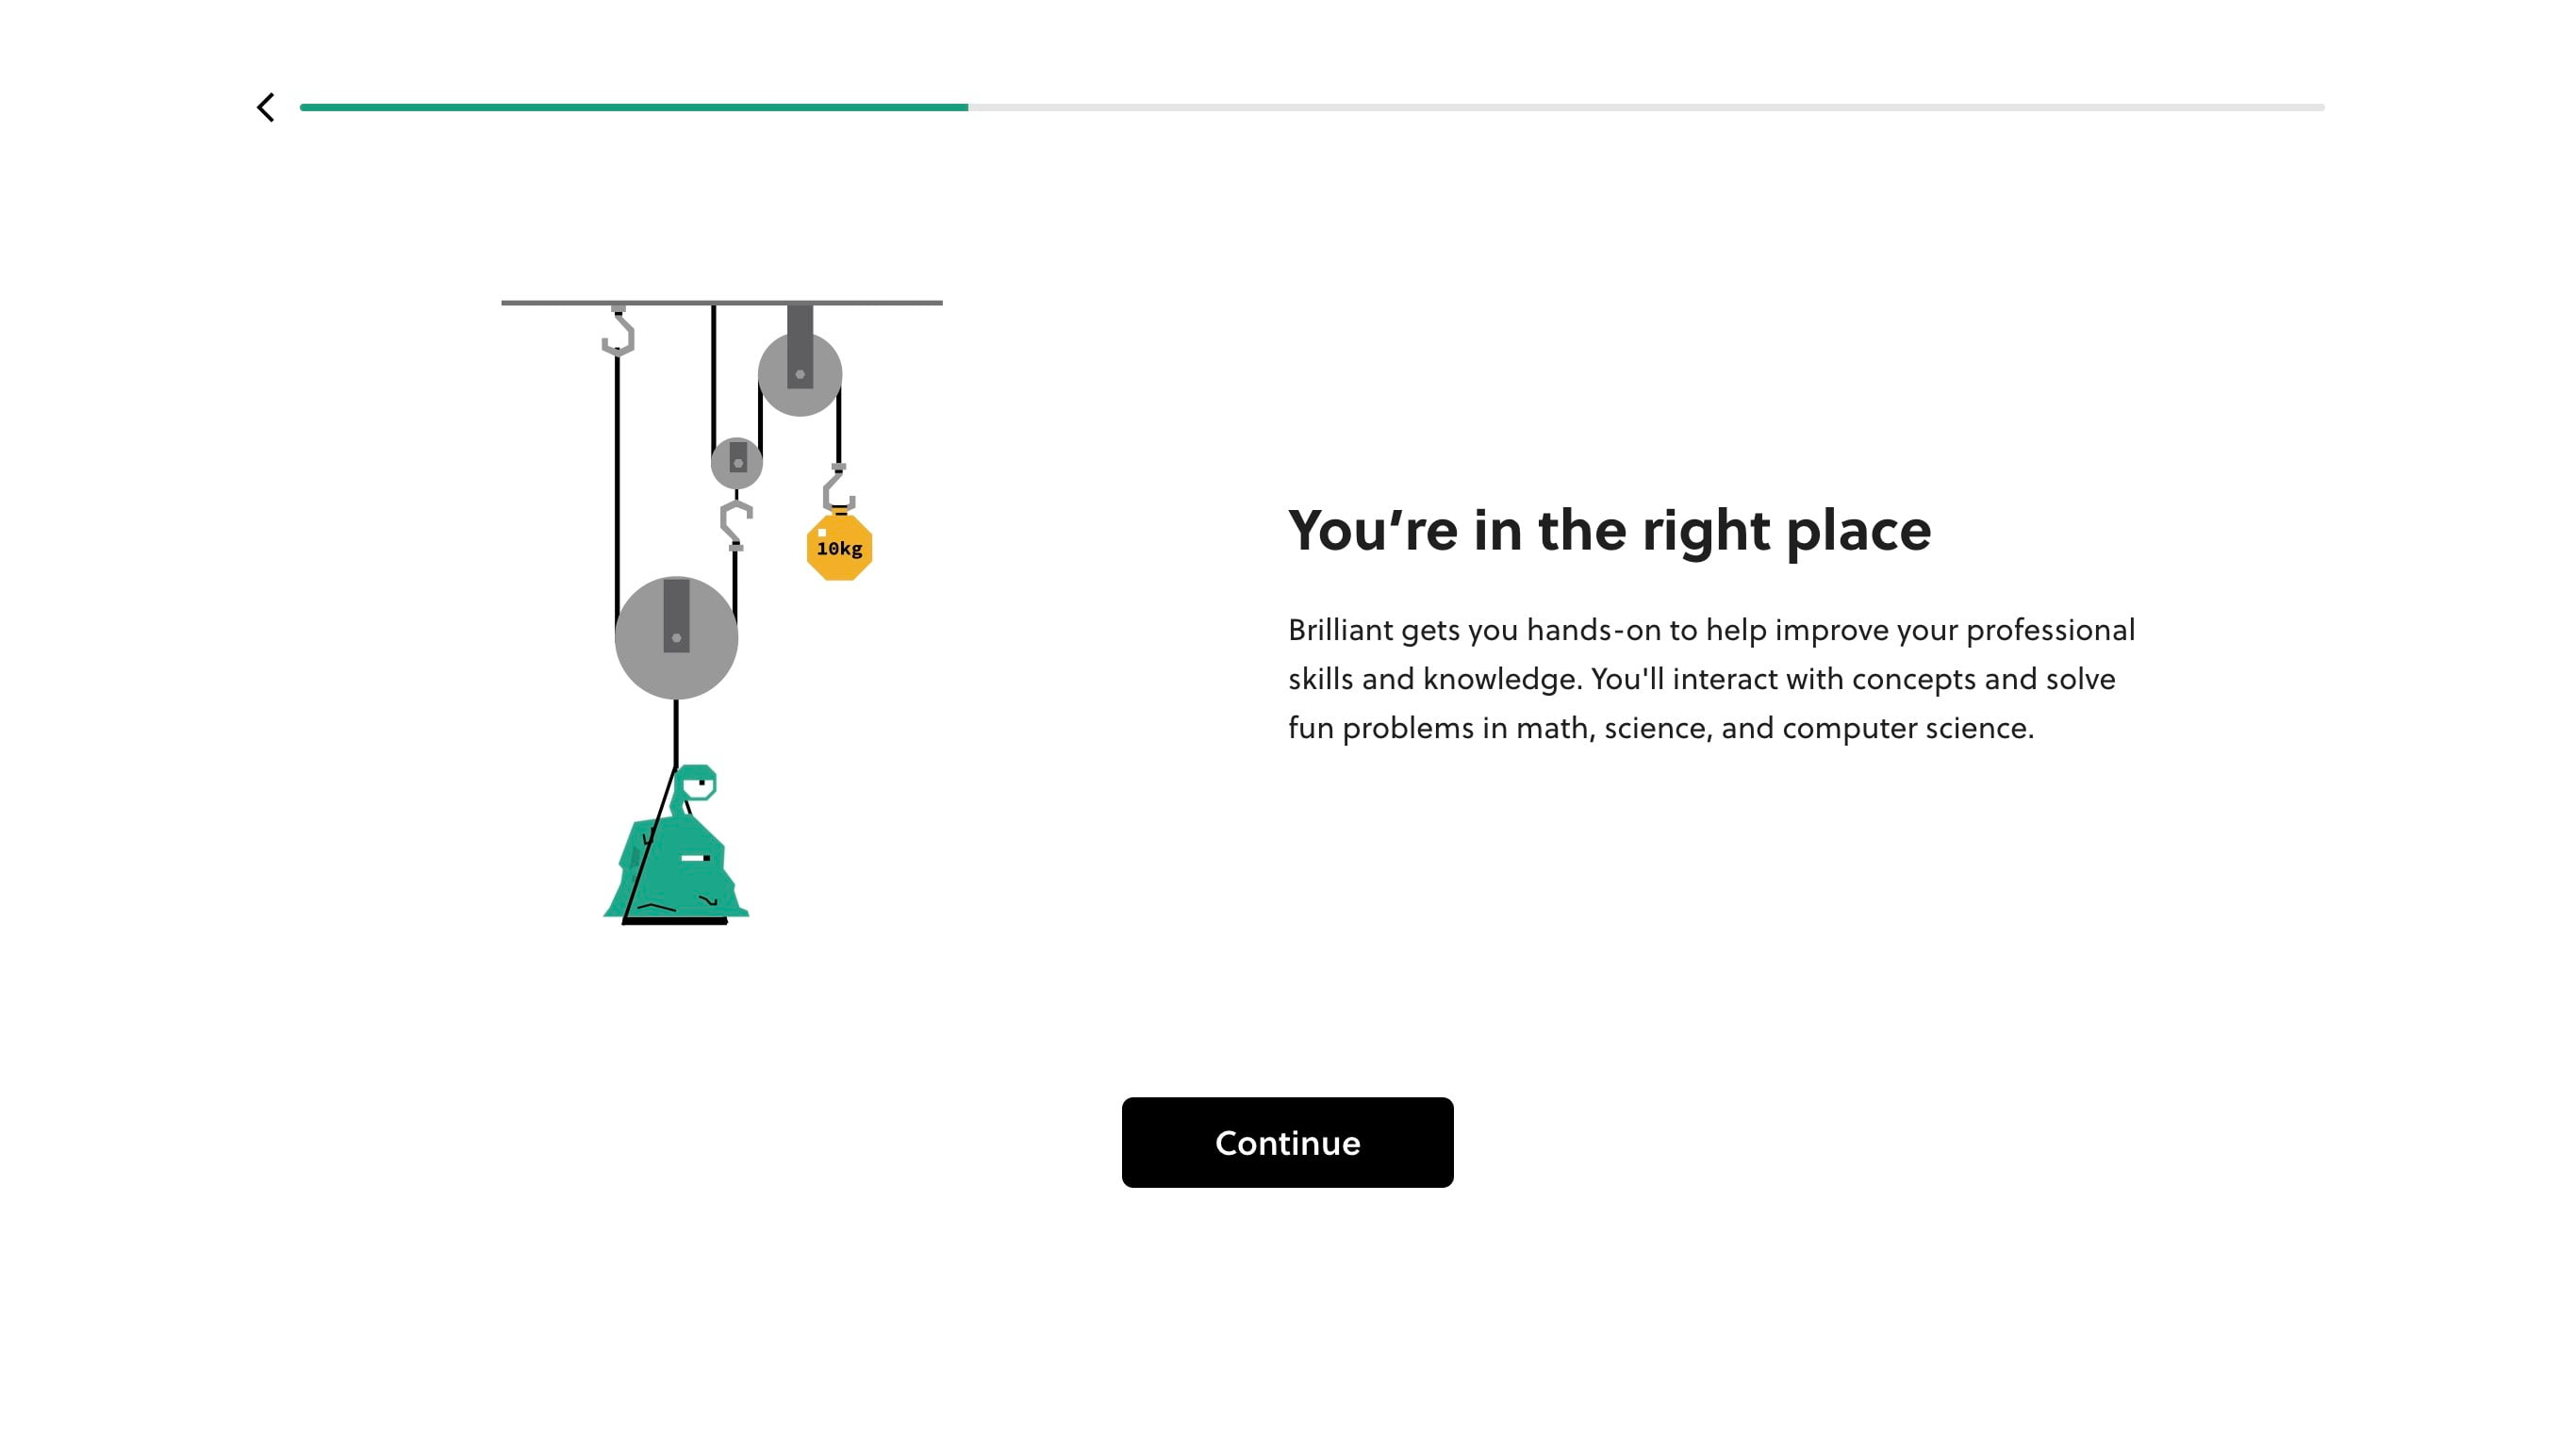 10kg
You’re in the right place
Brilliant gets you hands-on to help improve your professional
skills and knowledge. You'll interact with concepts and solve
fun problems in math, science, and computer science.
Continue